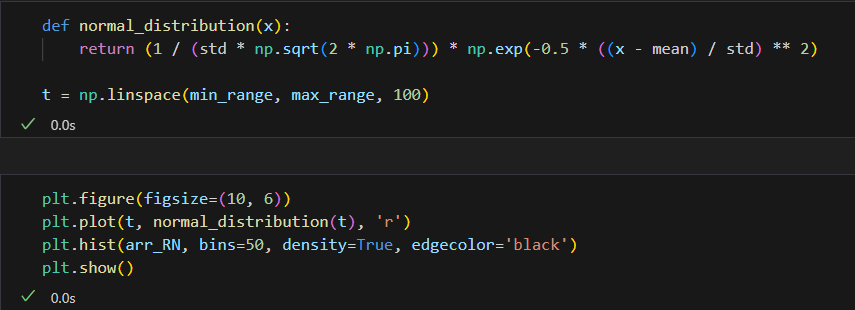 def normal_distribution(x):
    return (1 / (std * np.sqrt(2 * np.pi))) * np.exp(-0.5 * ((x - mean) / std) ** 2)
t = np.linspace(min_range, max_range, 100)
✓ 0.0s
plt.figure(figsize=(10, 6))
plt.plot(t, normal_distribution(t), 'r')
plt.hist(arr_RN, bins=50, density=True, edgecolor='black')
plt.show()
✓ 0.0s